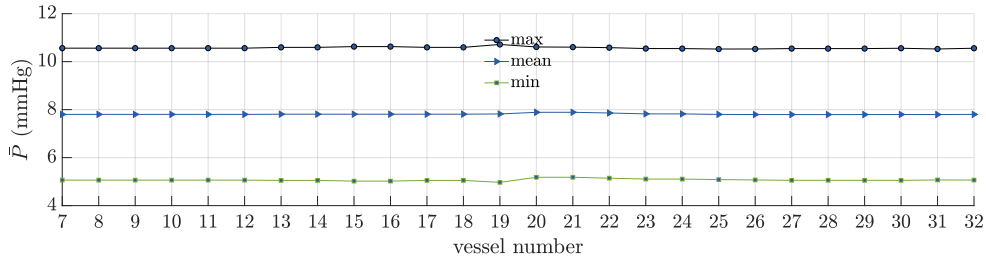 12
10
8
6
4
P̄ (mmHg)
max
mean
min
7 8 9 10 11 12 13 14 15 16 17 18 19 20 21 22 23 24 25 26 27 28 29 30 31 32
vessel number